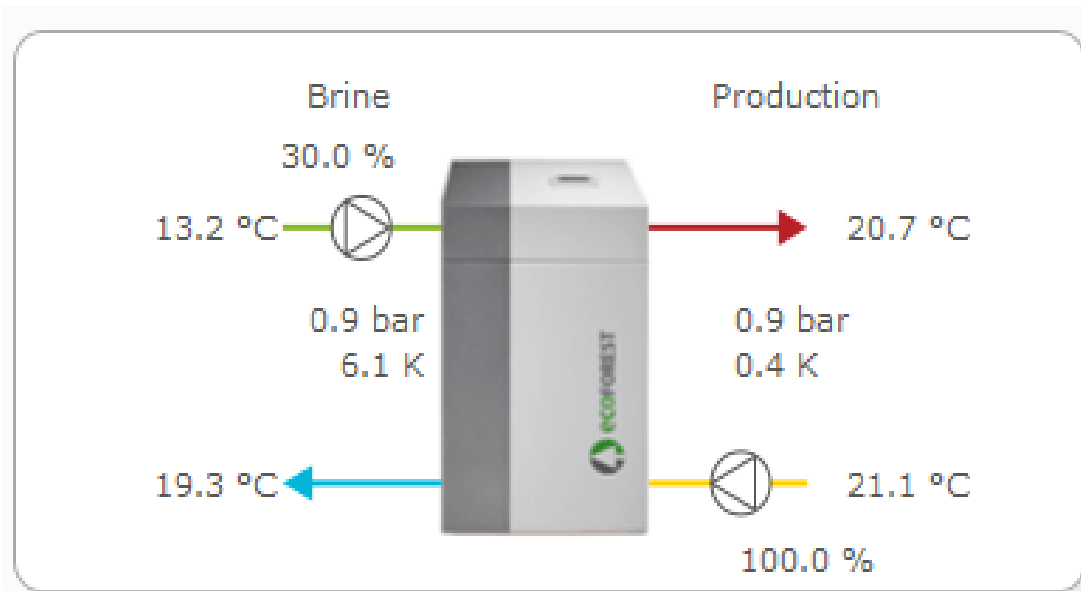 Brine
Production
30.0 %
13.2 °C
20.7 °C
0.9 bar
6.1 K
0.9 bar
0.4 K
ecoFOREST
19.3 °C
21.1 °C
100.0 %